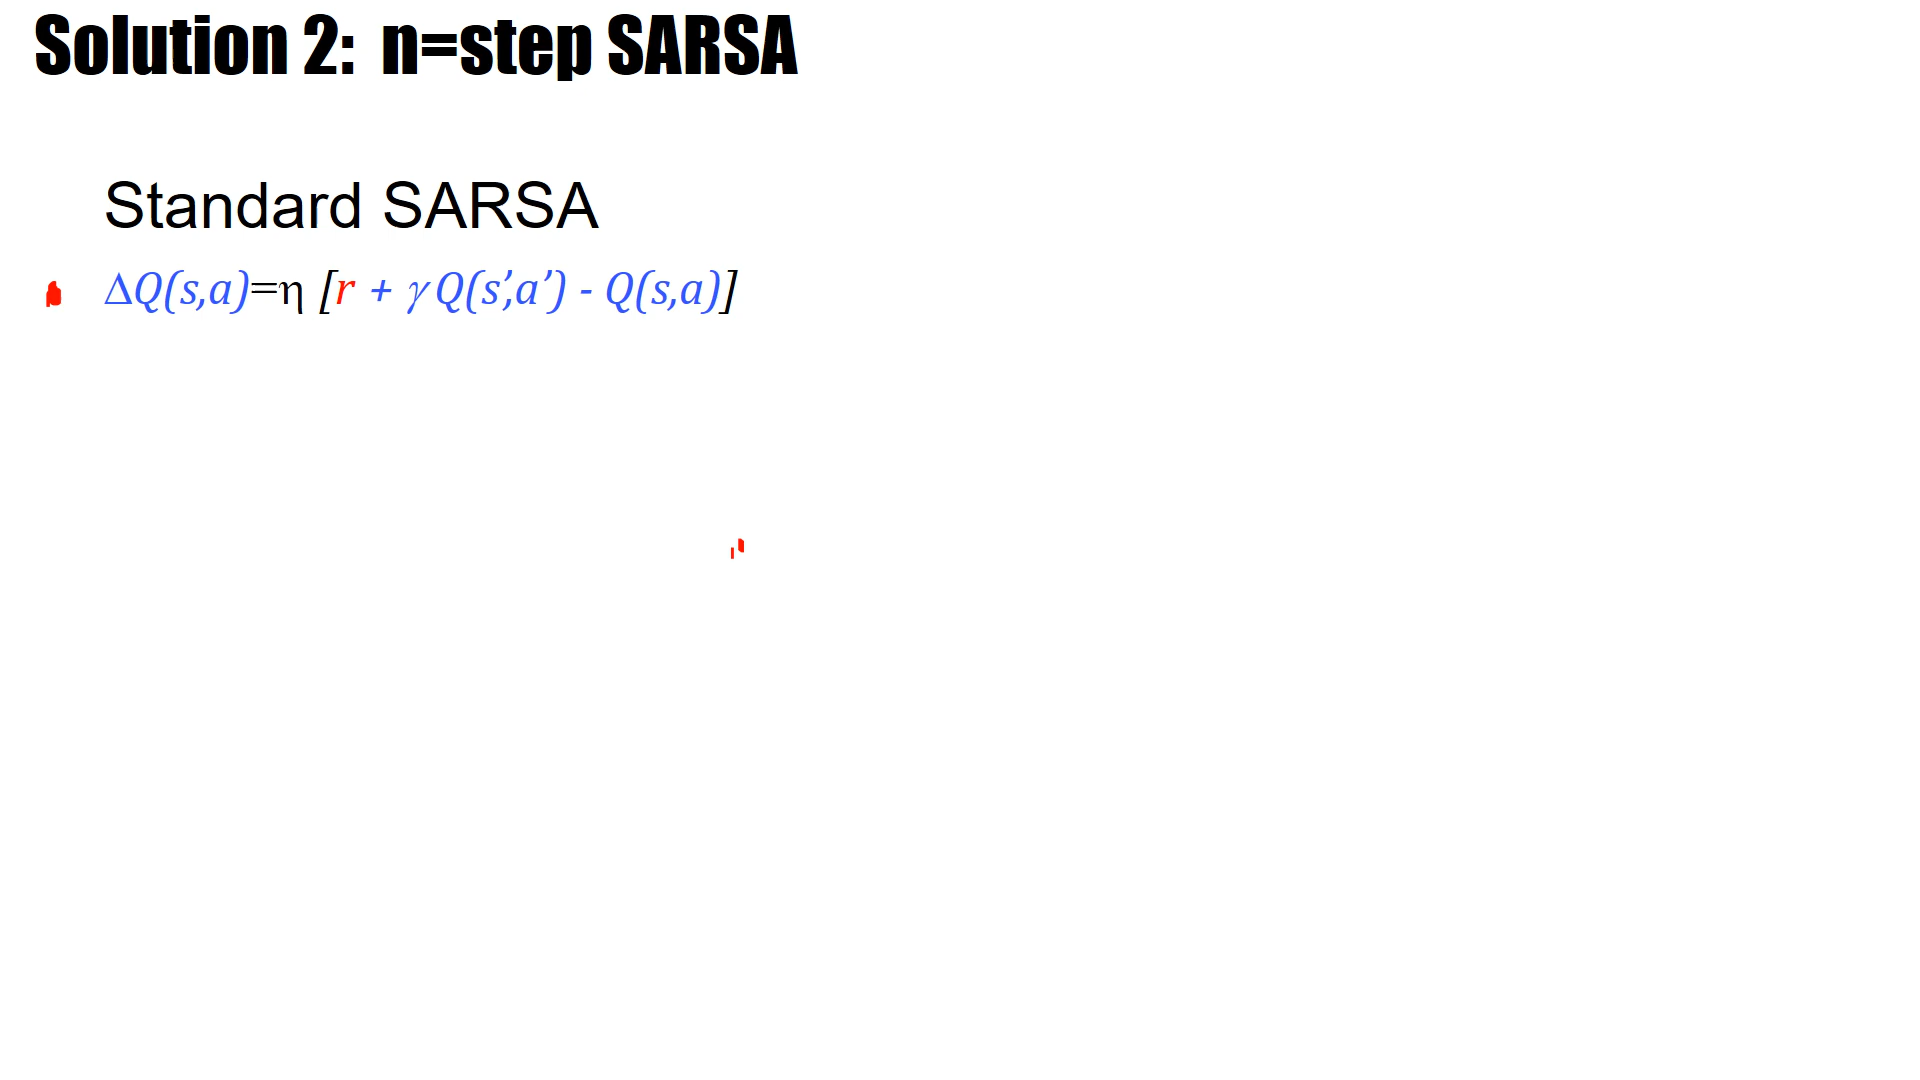 Solution 2: n=step SARSA
Standard SARSA
ΔQ(s,a)=η [r + γ Q(s’,a’) - Q(s,a)]